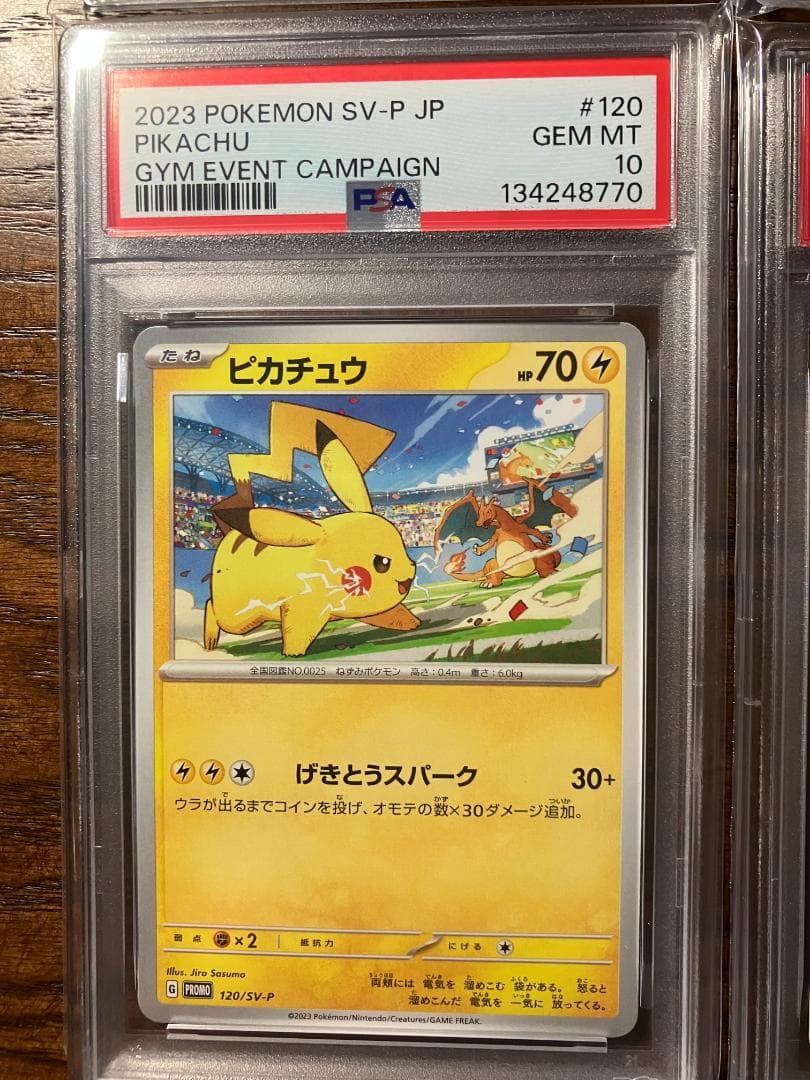 2023 POKEMON SV-P JP
#120
PIKACHU
GEM MT
GYM EVENT CAMPAIGN
10
PSA
134248770
たね
ピカチュウ
HP70
全国図鑑NO.0025 ねずみポケモン 高さ:0.4m 重さ:6.0kg
げきとうスパーク
30+
ウラが出るまでコインを投げ、オモテの数×30ダメージ追加。
弱点
×2
抵抗力
にげる
Illus. Jiro Sasumo
両頬には 電気を 溜めこむ 袋がある。 怒ると
溜めこんだ 電気を 一気に 放ってくる。
G
PROMO
120/SV-P
©2023 Pokémon/Nintendo/Creatures/GAME FREAK.